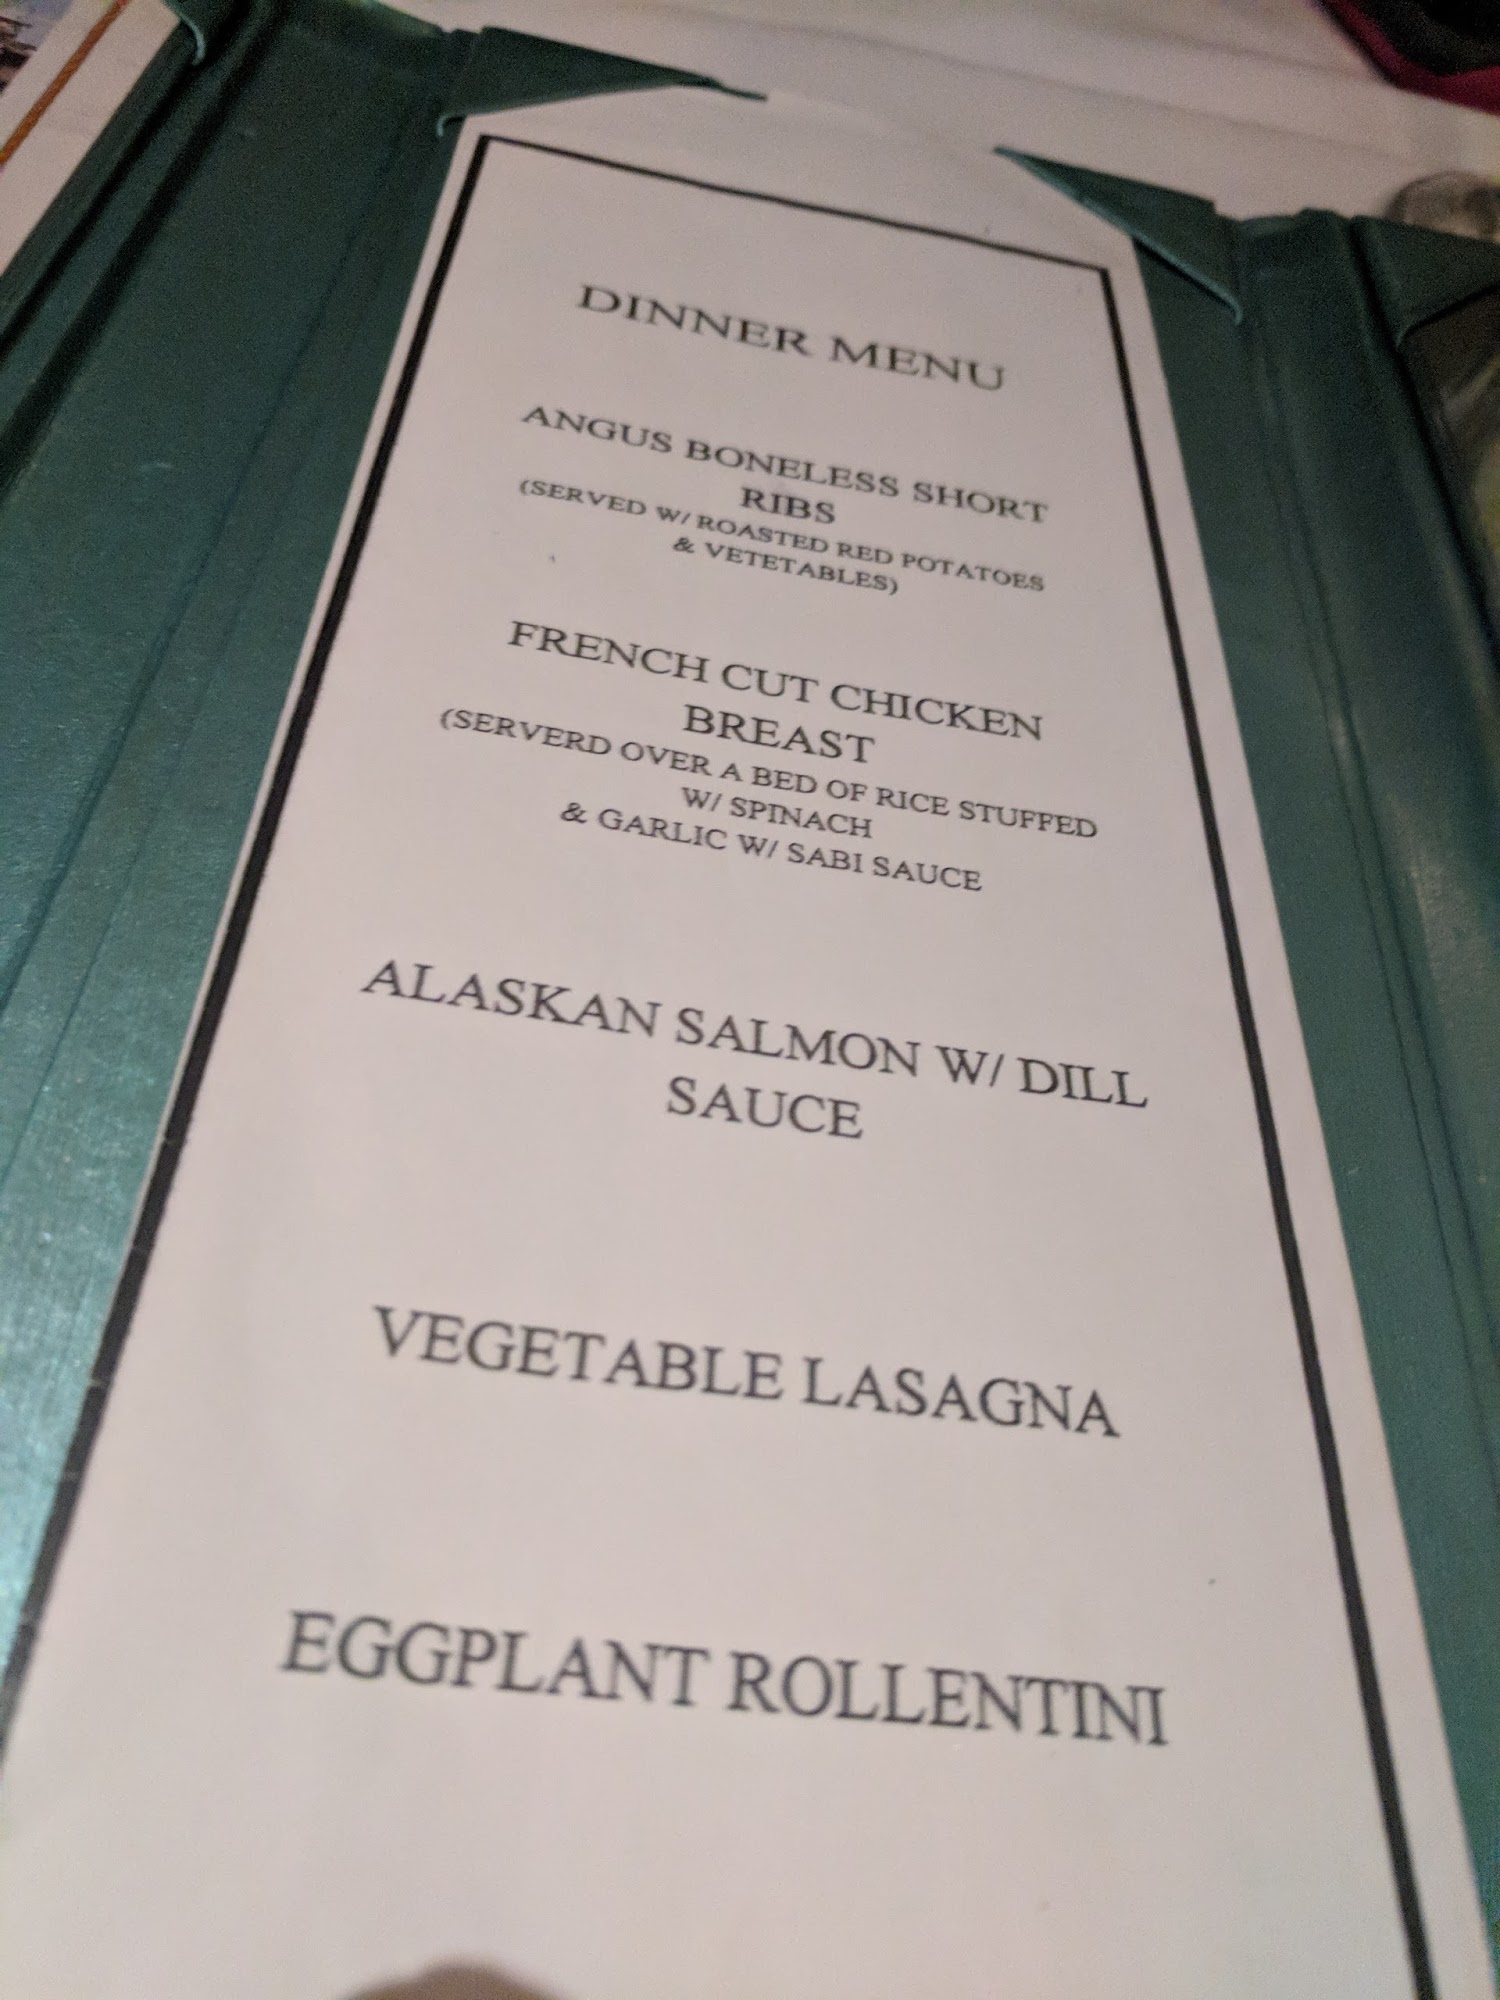 DINNER MENU
ANGUS BONELESS SHORT
RIBS
(SERVED W/ ROASTED RED POTATOES
& VETETABLES)
FRENCH CUT CHICKEN
BREAST
(SERVERD OVER A BED OF RICE STUFFED
W/ SPINACH
& GARLIC W/ SABI SAUCE
ALASKAN SALMON W/ DILL
SAUCE
VEGETABLE LASAGNA
EGGPLANT ROLLENTINI